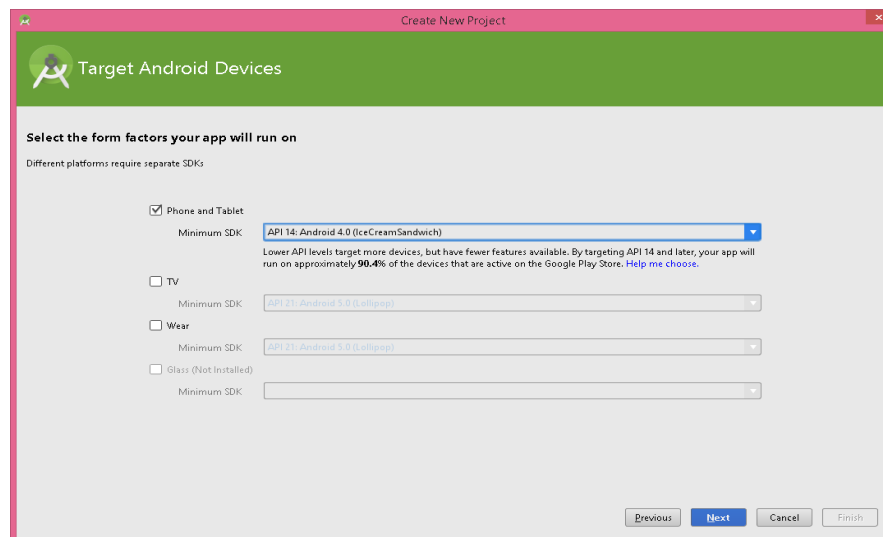 Create New Project
Target Android Devices
Select the form factors your app will run on
Different platforms require separate SDKs
Phone and Tablet
Minimum SDK API 14: Android 4.0 (IceCreamSandwich)
Lower API levels target more devices, but have fewer features available. By targeting API 14 and later, your app will
run on approximately 90.4% of the devices that are active on the Google Play Store. Help me choose.
TV
Minimum SDK API 21: Android 5.0 (Lollipop)
Wear
Minimum SDK API 21: Android 5.0 (Lollipop)
Glass (Not Installed)
Minimum SDK
Previous Next Cancel Finish